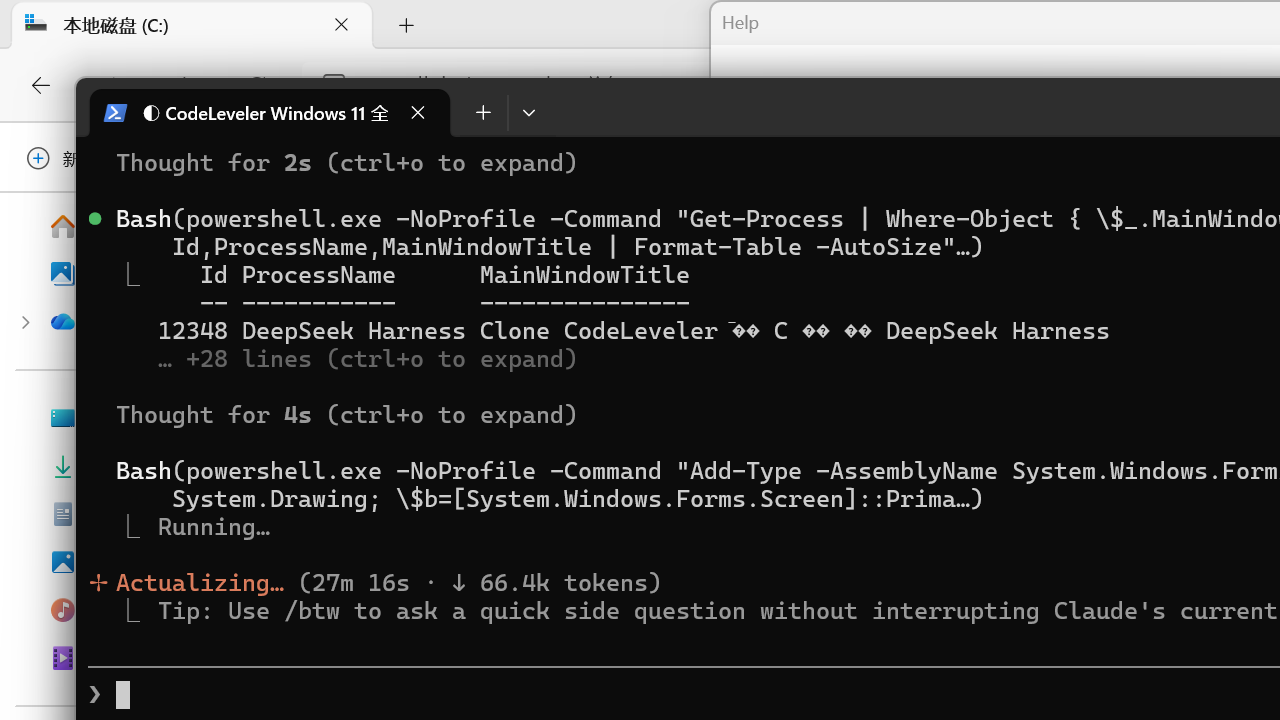 本地磁盘 (C:)
Help
CodeLeveler Windows 11 全
新
Thought for 2s (ctrl+o to expand)
Bash(powershell.exe -NoProfile -Command "Get-Process | Where-Object { \$_.MainWindo
Id,ProcessName,MainWindowTitle | Format-Table -AutoSize"…)
Id ProcessName MainWindowTitle
-- ----------- ---------------
12348 DeepSeek Harness Clone CodeLeveler �� C �� �� DeepSeek Harness
… +28 lines (ctrl+o to expand)
Thought for 4s (ctrl+o to expand)
Bash(powershell.exe -NoProfile -Command "Add-Type -AssemblyName System.Windows.Form
System.Drawing; \$b=[System.Windows.Forms.Screen]::Prima…)
Running…
Actualizing… (27m 16s · ↓ 66.4k tokens)
Tip: Use /btw to ask a quick side question without interrupting Claude's current
❯